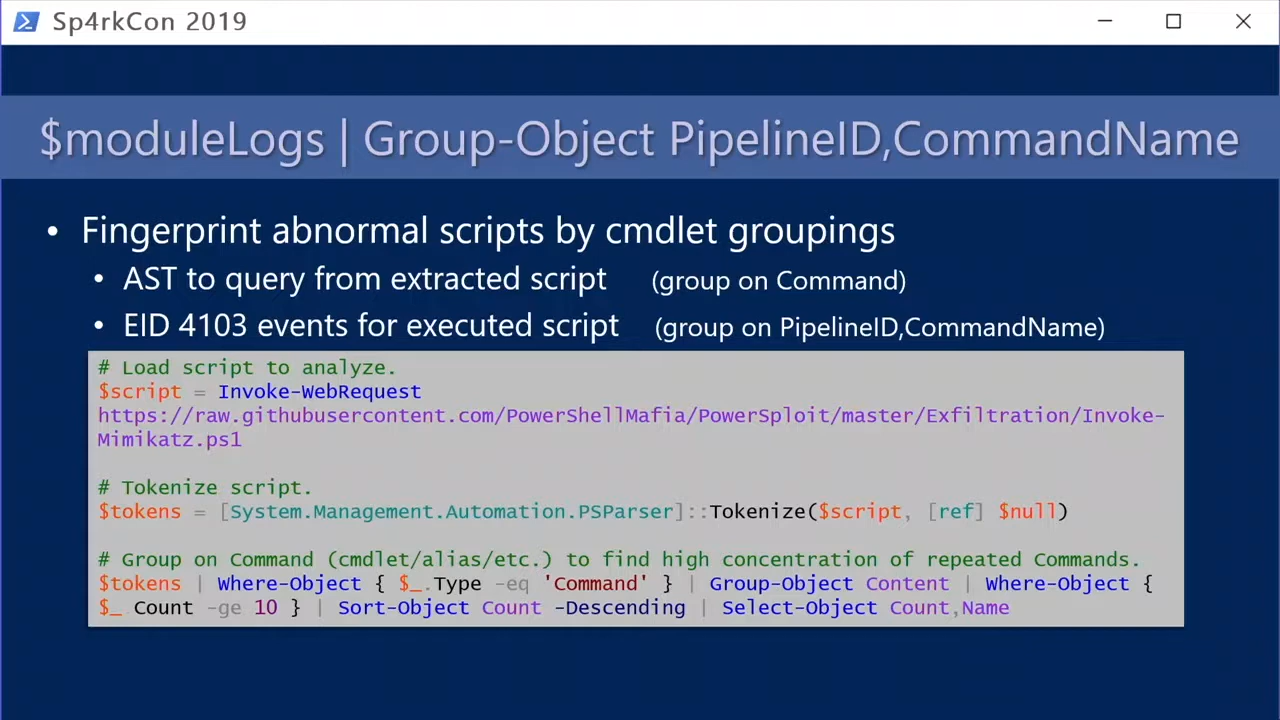 Sp4rkCon 2019
$moduleLogs | Group-Object PipelineID,CommandName
• Fingerprint abnormal scripts by cmdlet groupings
• AST to query from extracted script (group on Command)
• EID 4103 events for executed script (group on PipelineID,CommandName)
# Load script to analyze.
$script = Invoke-WebRequest
https://raw.githubusercontent.com/PowerShellMafia/PowerSploit/master/Exfiltration/Invoke-
Mimikatz.ps1
# Tokenize script.
$tokens = [System.Management.Automation.PSParser]::Tokenize($script, [ref] $null)
# Group on Command (cmdlet/alias/etc.) to find high concentration of repeated Commands.
$tokens | Where-Object { $_.Type -eq 'Command' } | Group-Object Content | Where-Object {
$_.Count -ge 10 } | Sort-Object Count -Descending | Select-Object Count,Name